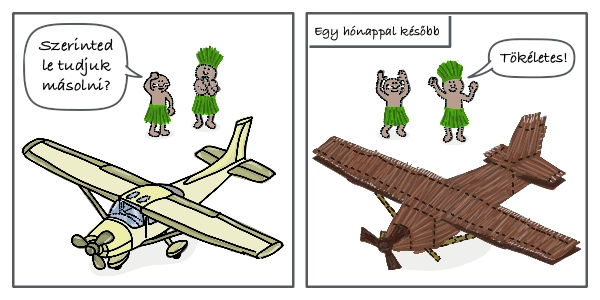 Szerinted
le tudjuk
másolni?
Egy hónappal később
Tökéletes!